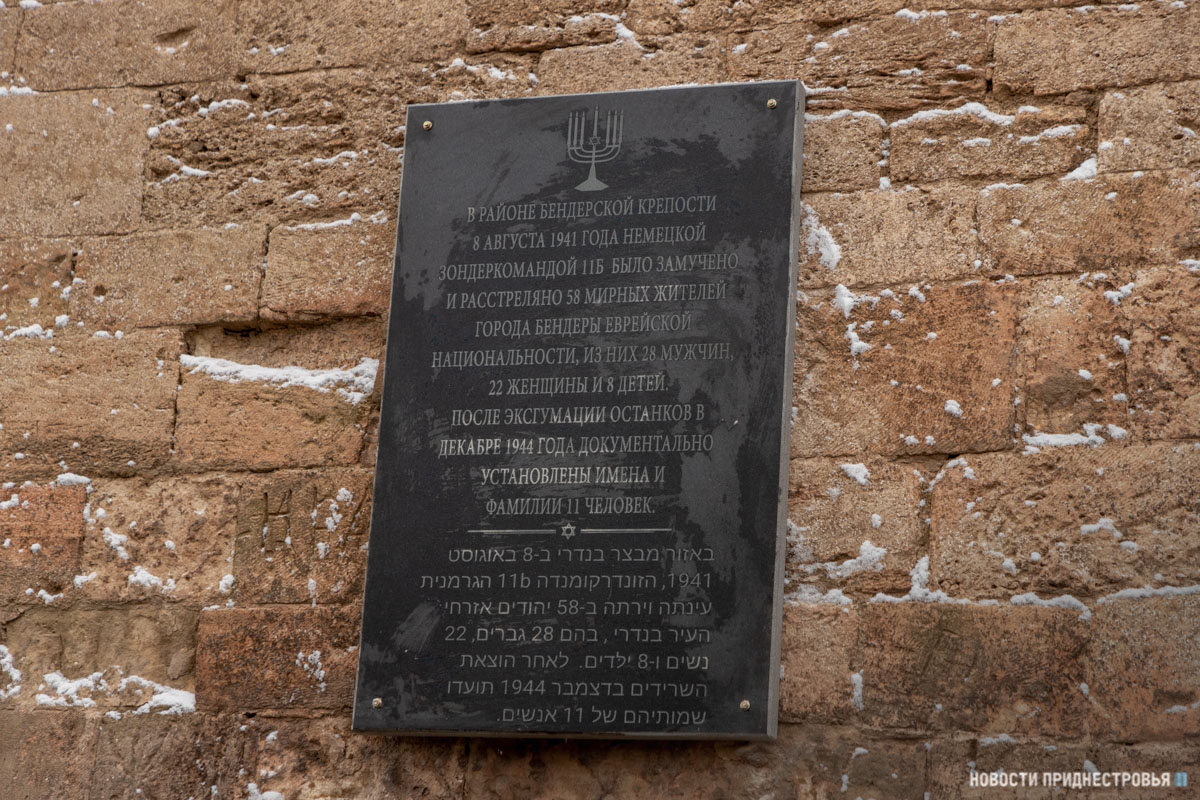 В РАЙОНЕ БЕНДЕРСКОЙ КРЕПОСТИ
8 АВГУСТА 1941 ГОДА НЕМЕЦКОЙ
ЗОНДЕРКОМАНДОЙ 11Б БЫЛО ЗАМУЧЕНО
И РАССТРЕЛЯНО 58 МИРНЫХ ЖИТЕЛЕЙ
ГОРОДА БЕНДЕРЫ ЕВРЕЙСКОЙ
НАЦИОНАЛЬНОСТИ, ИЗ НИХ 28 МУЖЧИН,
22 ЖЕНЩИНЫ И 8 ДЕТЕЙ.
ПОСЛЕ ЭКСГУМАЦИИ ОСТАНКОВ В
ДЕКАБРЕ 1944 ГОДА ДОКУМЕНТАЛЬНО
УСТАНОВЛЕНЫ ИМЕНА И
ФАМИЛИИ 11 ЧЕЛОВЕК.
באזור מבצר בנדרי ב-8 באוגוסט
1941, הזונדרקומנדה 11b הגרמנית
עינתה וירתה ב-58 יהודים אזרחי
העיר בנדרי , בהם 28 גברים, 22
נשים ו-8 ילדים. לאחר הוצאת
השרידים בדצמבר 1944 תועדו
שמותיהם של 11 אנשים.
НОВОСТИ ПРИДНЕСТРОВЬЯ